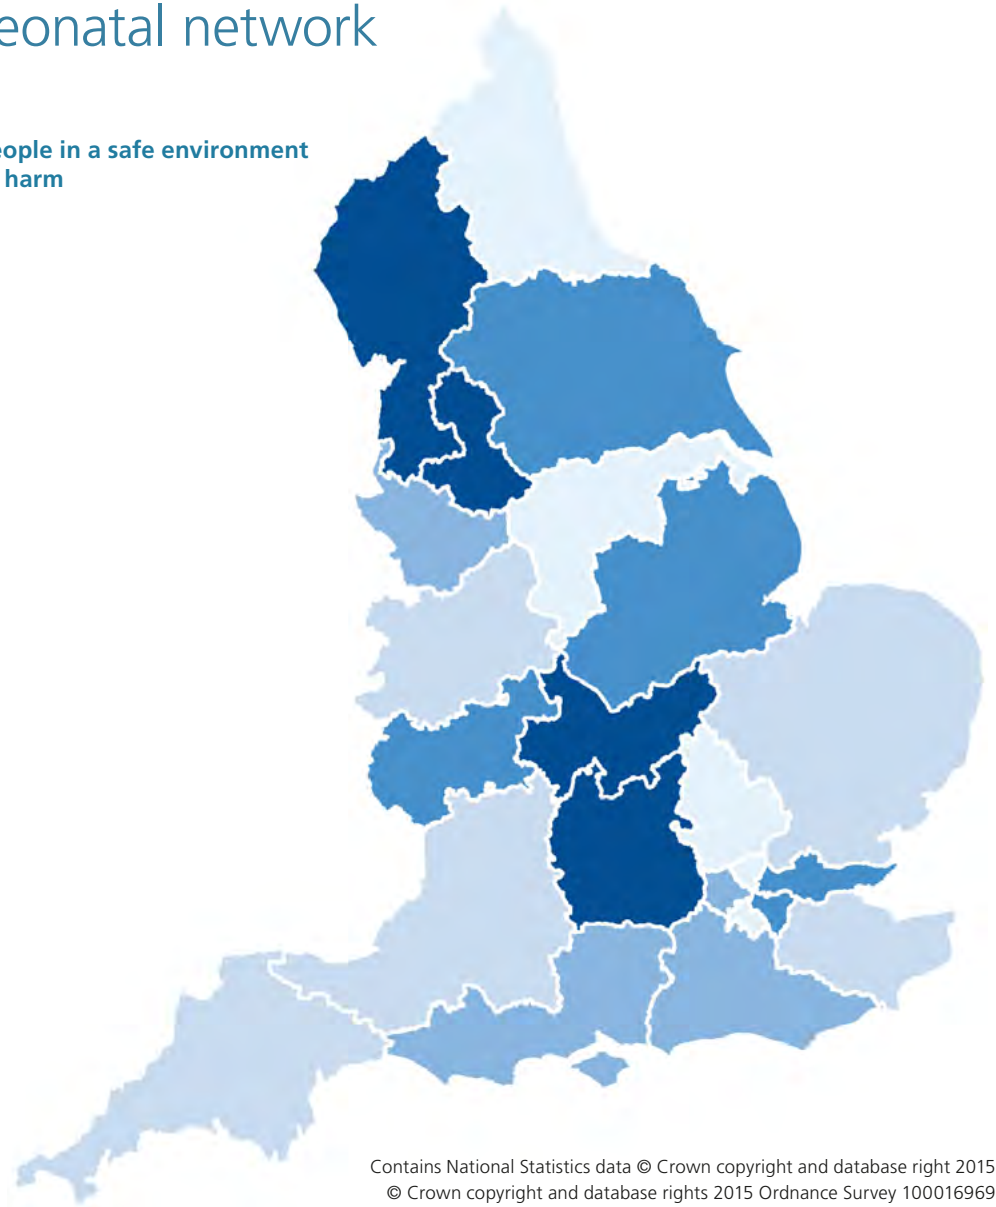 eonatal network
eople in a safe environment
harm
Contains National Statistics data © Crown copyright and database right 2015
© Crown copyright and database rights 2015 Ordnance Survey 100016969